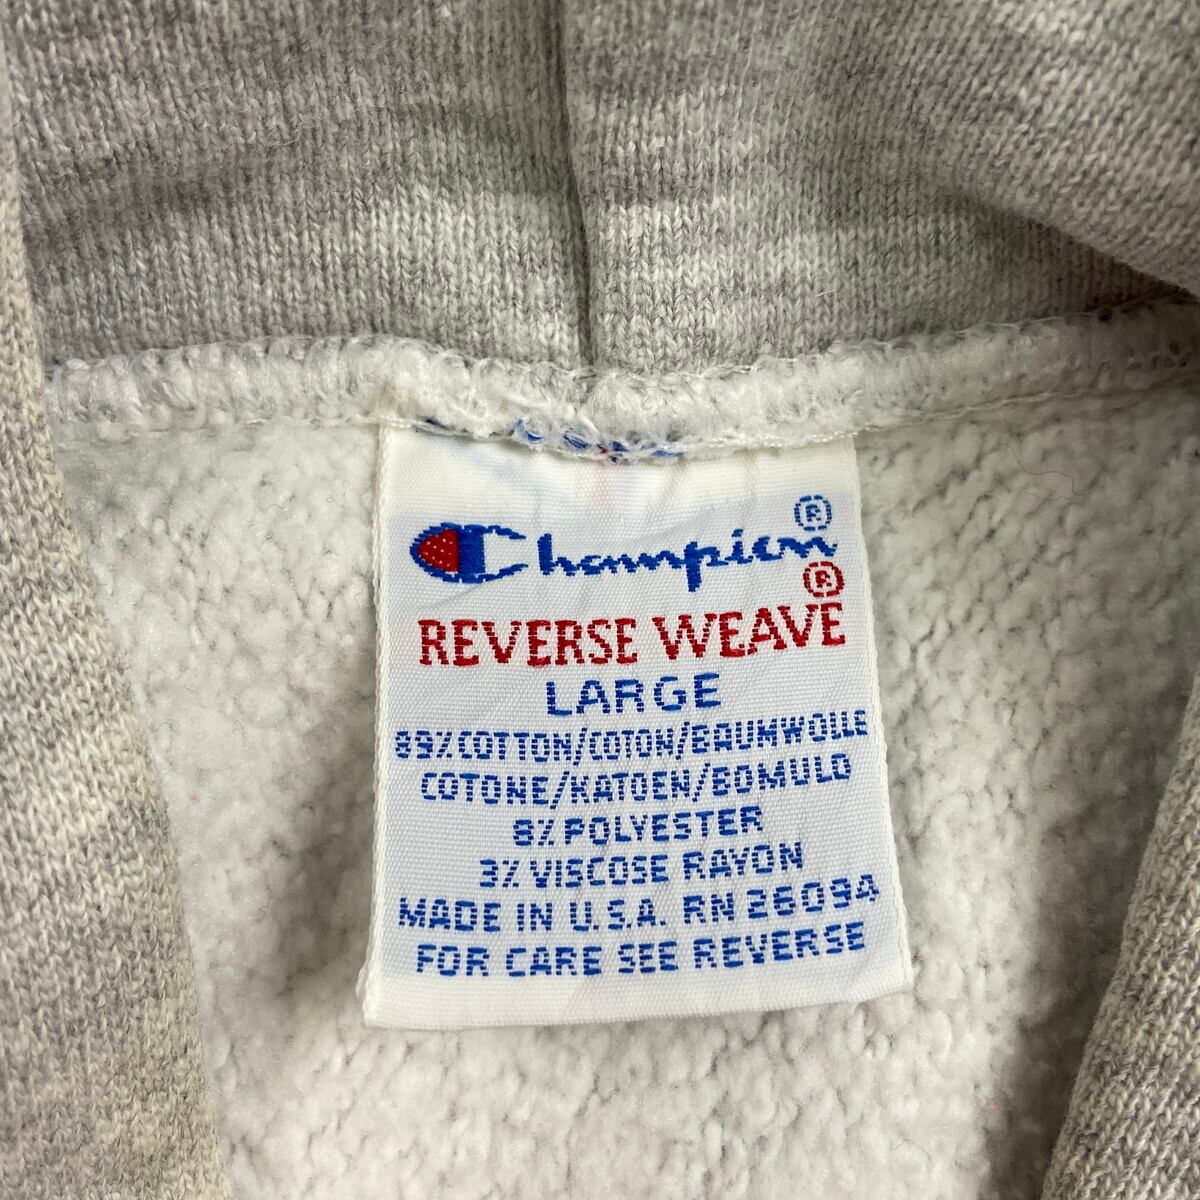 Champion®
REVERSE WEAVE®
LARGE
89% COTTON/COTON/BAUMWOLLE
COTONE/KATOEN/BOMULD
8% POLYESTER
3% VISCOSE RAYON
MADE IN U.S.A. RN 26094
FOR CARE SEE REVERSE